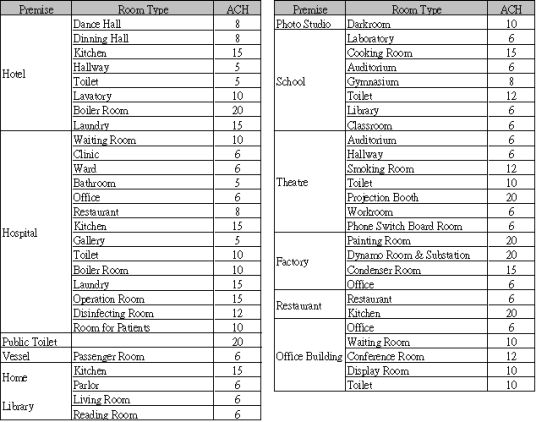 Premise Room Type ACH
Hotel Dance Hall 8
Dinning Hall 8
Kitchen 15
Hallway 5
Toilet 5
Lavatory 10
Boiler Room 20
Laundry 15
Hospital Waiting Room 10
Clinic 6
Ward 6
Bathroom 5
Office 6
Restaurant 8
Kitchen 15
Gallery 5
Toilet 10
Boiler Room 10
Laundry 15
Operation Room 15
Disinfecting Room 12
Room for Patients 10
Public Toilet 20
Vessel Passenger Room 6
Home Kitchen 15
Parlor 6
Library Living Room 6
Reading Room 6
Premise Room Type ACH
Photo Studio Darkroom 10
School Laboratory 6
Cooking Room 15
Auditorium 6
Gymnasium 8
Toilet 12
Library 6
Classroom 6
Theatre Auditorium 6
Hallway 6
Smoking Room 12
Toilet 10
Projection Booth 20
Workroom 6
Phone Switch Board Room 6
Factory Painting Room 20
Dynamo Room & Substation 20
Condenser Room 15
Office 6
Restaurant Restaurant 6
Kitchen 20
Office Building Office 6
Waiting Room 10
Conference Room 12
Display Room 10
Toilet 10